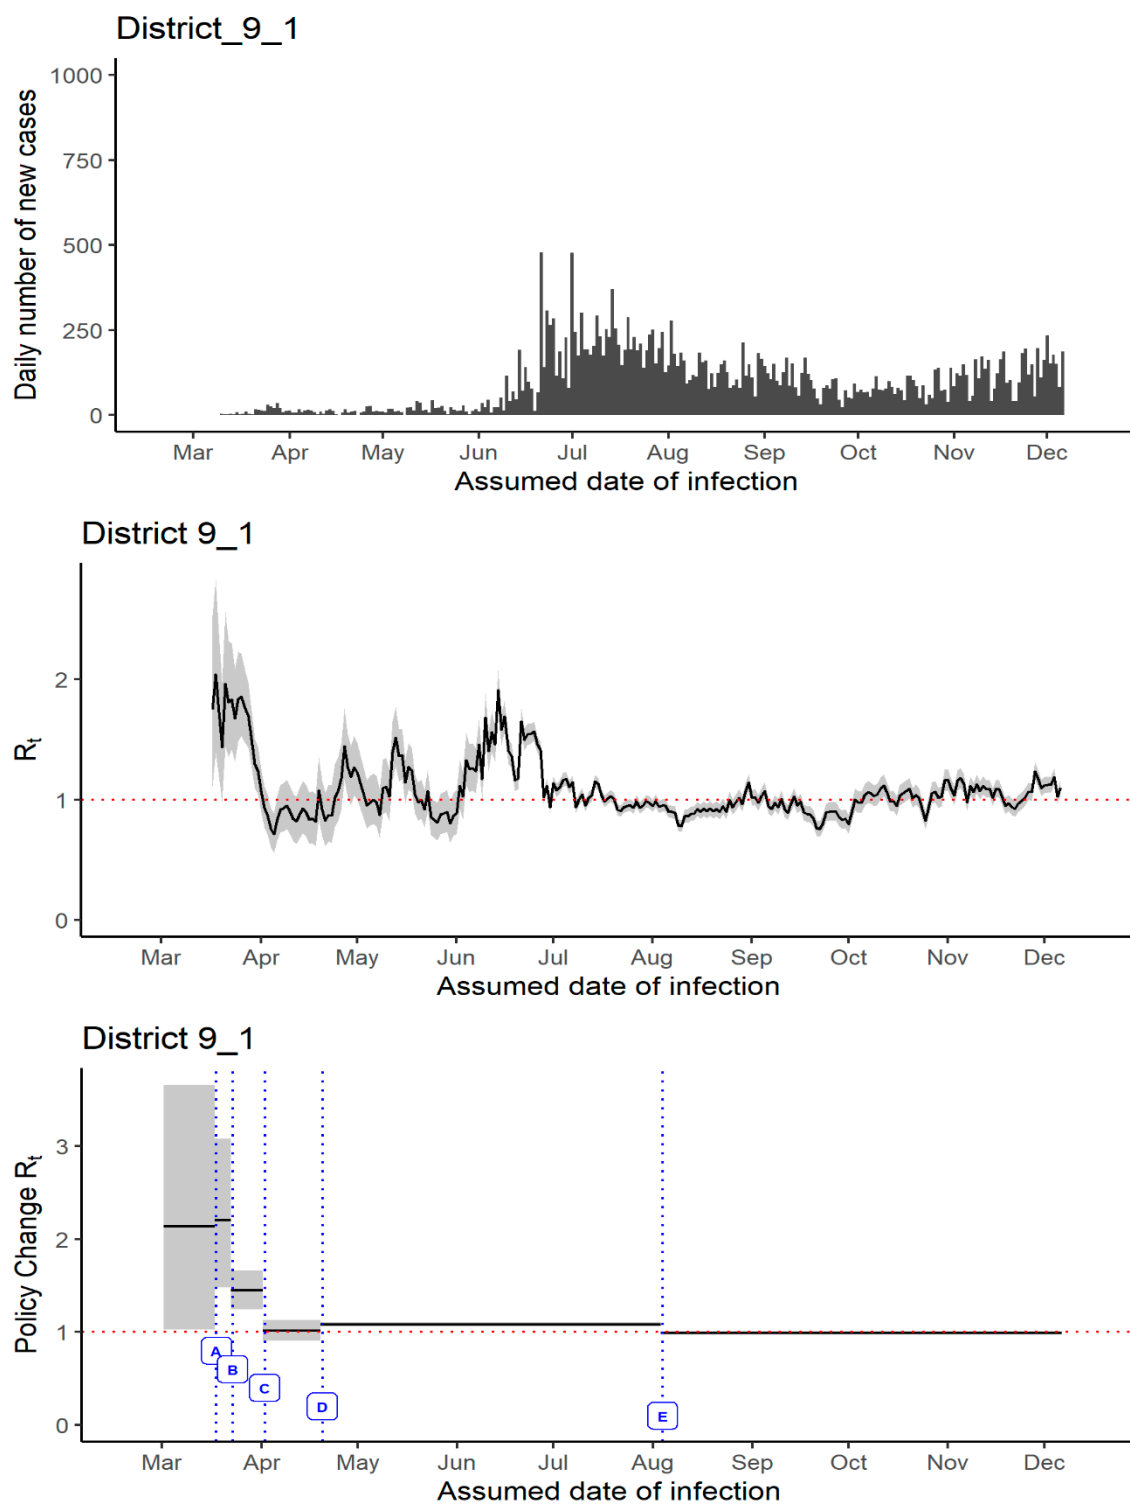 District_9_1
Daily number of new cases
1000
750
500
250
0
Mar Apr May Jun Jul Aug Sep Oct Nov Dec
Assumed date of infection
District 9_1
Rt
2
1
0
Mar Apr May Jun Jul Aug Sep Oct Nov Dec
Assumed date of infection
District 9_1
Policy Change Rt
3
2
1
0
A
B
C
D
E
Mar Apr May Jun Jul Aug Sep Oct Nov Dec
Assumed date of infection